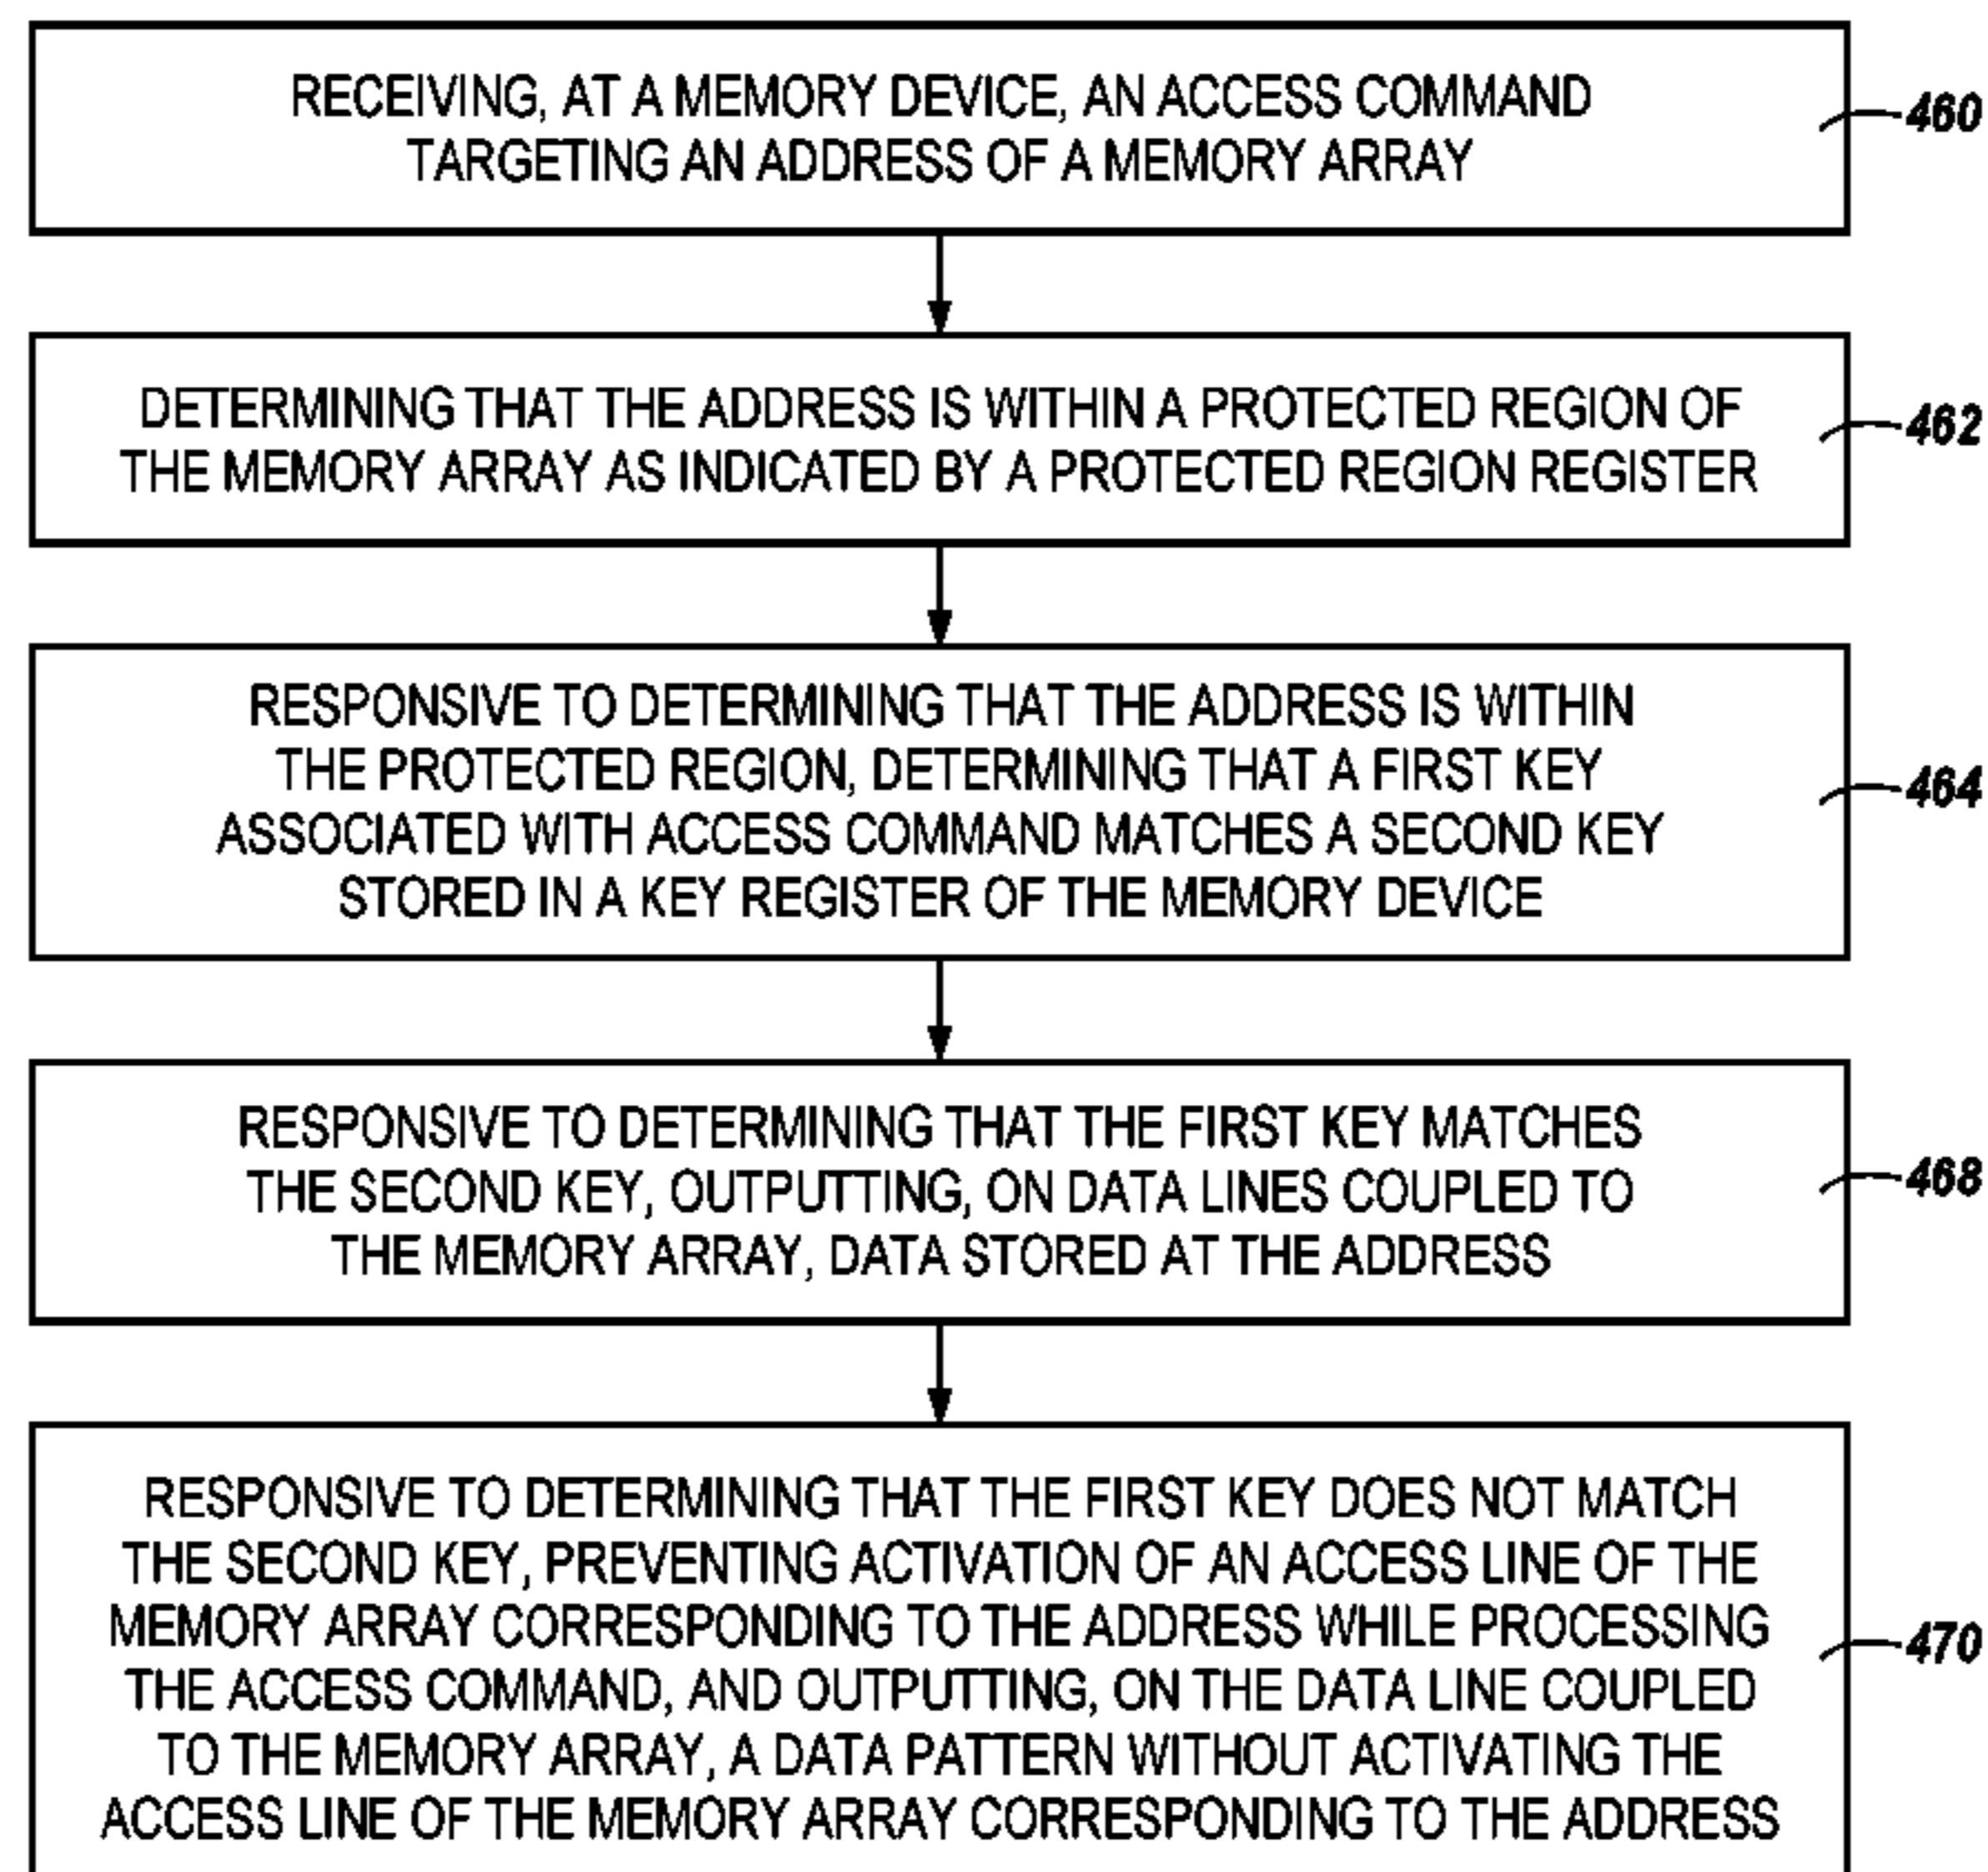 RECEIVING, AT A MEMORY DEVICE, AN ACCESS COMMAND
TARGETING AN ADDRESS OF A MEMORY ARRAY
460
DETERMINING THAT THE ADDRESS IS WITHIN A PROTECTED REGION OF
THE MEMORY ARRAY AS INDICATED BY A PROTECTED REGION REGISTER
462
RESPONSIVE TO DETERMINING THAT THE ADDRESS IS WITHIN
THE PROTECTED REGION, DETERMINING THAT A FIRST KEY
ASSOCIATED WITH ACCESS COMMAND MATCHES A SECOND KEY
STORED IN A KEY REGISTER OF THE MEMORY DEVICE
464
RESPONSIVE TO DETERMINING THAT THE FIRST KEY MATCHES
THE SECOND KEY, OUTPUTTING, ON DATA LINES COUPLED TO
THE MEMORY ARRAY, DATA STORED AT THE ADDRESS
468
RESPONSIVE TO DETERMINING THAT THE FIRST KEY DOES NOT MATCH
THE SECOND KEY, PREVENTING ACTIVATION OF AN ACCESS LINE OF THE
MEMORY ARRAY CORRESPONDING TO THE ADDRESS WHILE PROCESSING
THE ACCESS COMMAND, AND OUTPUTTING, ON THE DATA LINE COUPLED
TO THE MEMORY ARRAY, A DATA PATTERN WITHOUT ACTIVATING THE
ACCESS LINE OF THE MEMORY ARRAY CORRESPONDING TO THE ADDRESS
470